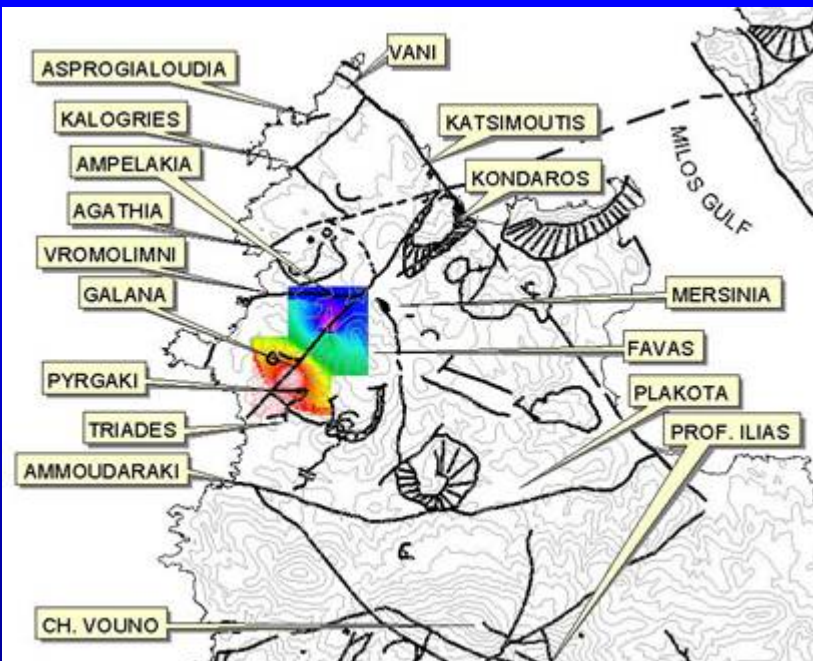 VANI
ASPROGIALOUDIA
KALOGRIES
KATSIMOUTIS
AMPELAKIA
KONDAROS
MILOS GULF
AGATHIA
VROMOLIMNI
GALANA
MERSINIA
FAVAS
PYRGAKI
PLAKOTA
TRIADES
PROF. ILIAS
AMMOUDARAKI
CH. VOUNO